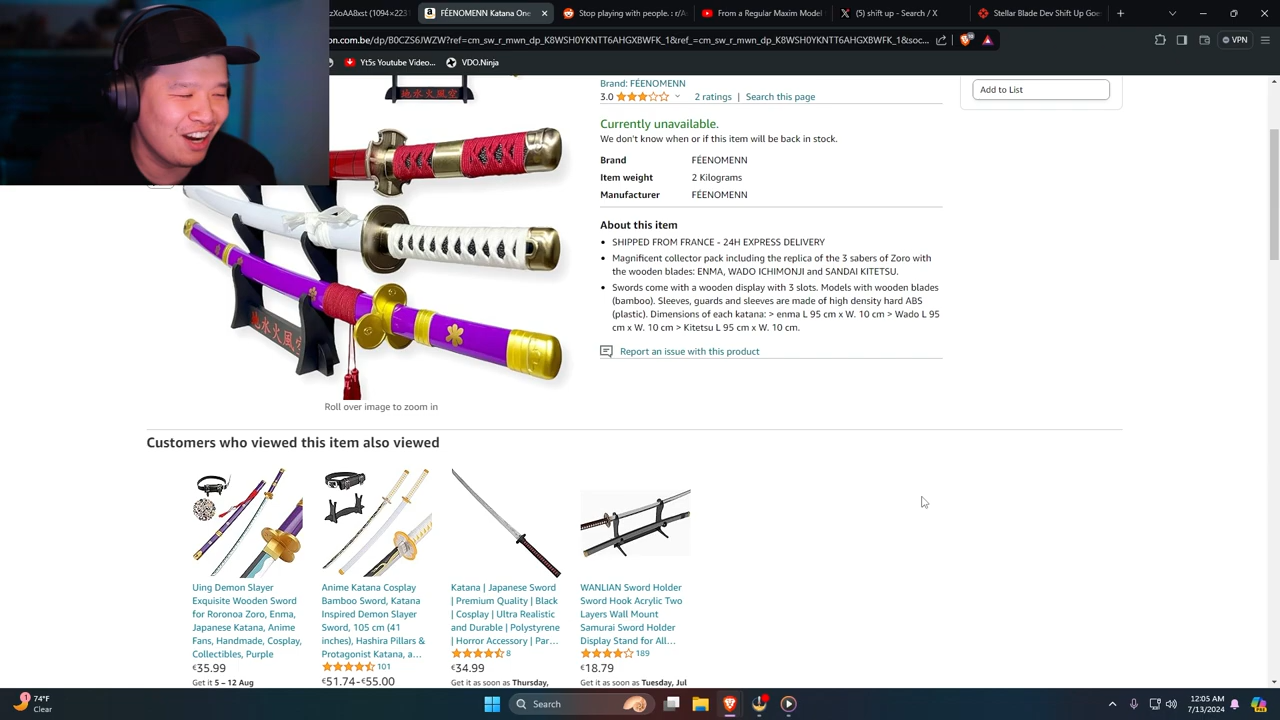 zXoAA8xst (1094×223
FÉENOMENN Katana One
Stop playing with people. : r/A
From a Regular Maxim Model
(5) shift up - Search / X
Stellar Blade Dev Shift Up Goe
on.com.be/dp/B0CZS6JWZW?ref=cm_sw_r_mwn_dp_K8WSH0YKNTT6AHGXBWFK_1&ref_=cm_sw_r_mwn_dp_K8WSH0YKNTT6AHGXBWFK_1&soc...
VPN
Yt5s Youtube Video...
VDO.Ninja
地水火風空
Brand: FÉENOMENN
3.0
2 ratings | Search this page
Add to List
Currently unavailable.
We don't know when or if this item will be back in stock.
Brand FÉENOMENN
Item weight 2 Kilograms
Manufacturer FÉENOMENN
About this item
SHIPPED FROM FRANCE - 24H EXPRESS DELIVERY
Magnificent collector pack including the replica of the 3 sabers of Zoro with
the wooden blades: ENMA, WADO ICHIMONJI and SANDAI KITETSU.
Swords come with a wooden display with 3 slots. Models with wooden blades
(bamboo). Sleeves, guards and sleeves are made of high density hard ABS
(plastic). Dimensions of each katana: > enma L 95 cm x W. 10 cm > Wado L 95
cm x W. 10 cm > Kitetsu L 95 cm x W. 10 cm.
Report an issue with this product
地水火風空
Roll over image to zoom in
Customers who viewed this item also viewed
Uing Demon Slayer
Exquisite Wooden Sword
for Roronoa Zoro, Enma,
Japanese Katana, Anime
Fans, Handmade, Cosplay,
Collectibles, Purple
€35.99
Get it 5 – 12 Aug
Anime Katana Cosplay
Bamboo Sword, Katana
Inspired Demon Slayer
Sword, 105 cm (41
inches), Hashira Pillars &
Protagonist Katana, a...
101
€51.74-€55.00
Katana | Japanese Sword
| Premium Quality | Black
| Cosplay | Ultra Realistic
and Durable | Polystyrene
| Horror Accessory | Par...
8
€34.99
Get it as soon as Thursday,
WANLIAN Sword Holder
Sword Hook Acrylic Two
Layers Wall Mount
Samurai Sword Holder
Display Stand for All...
189
€18.79
Get it as soon as Tuesday, Jul
74°F
Clear
Search
12:05 AM
7/13/2024